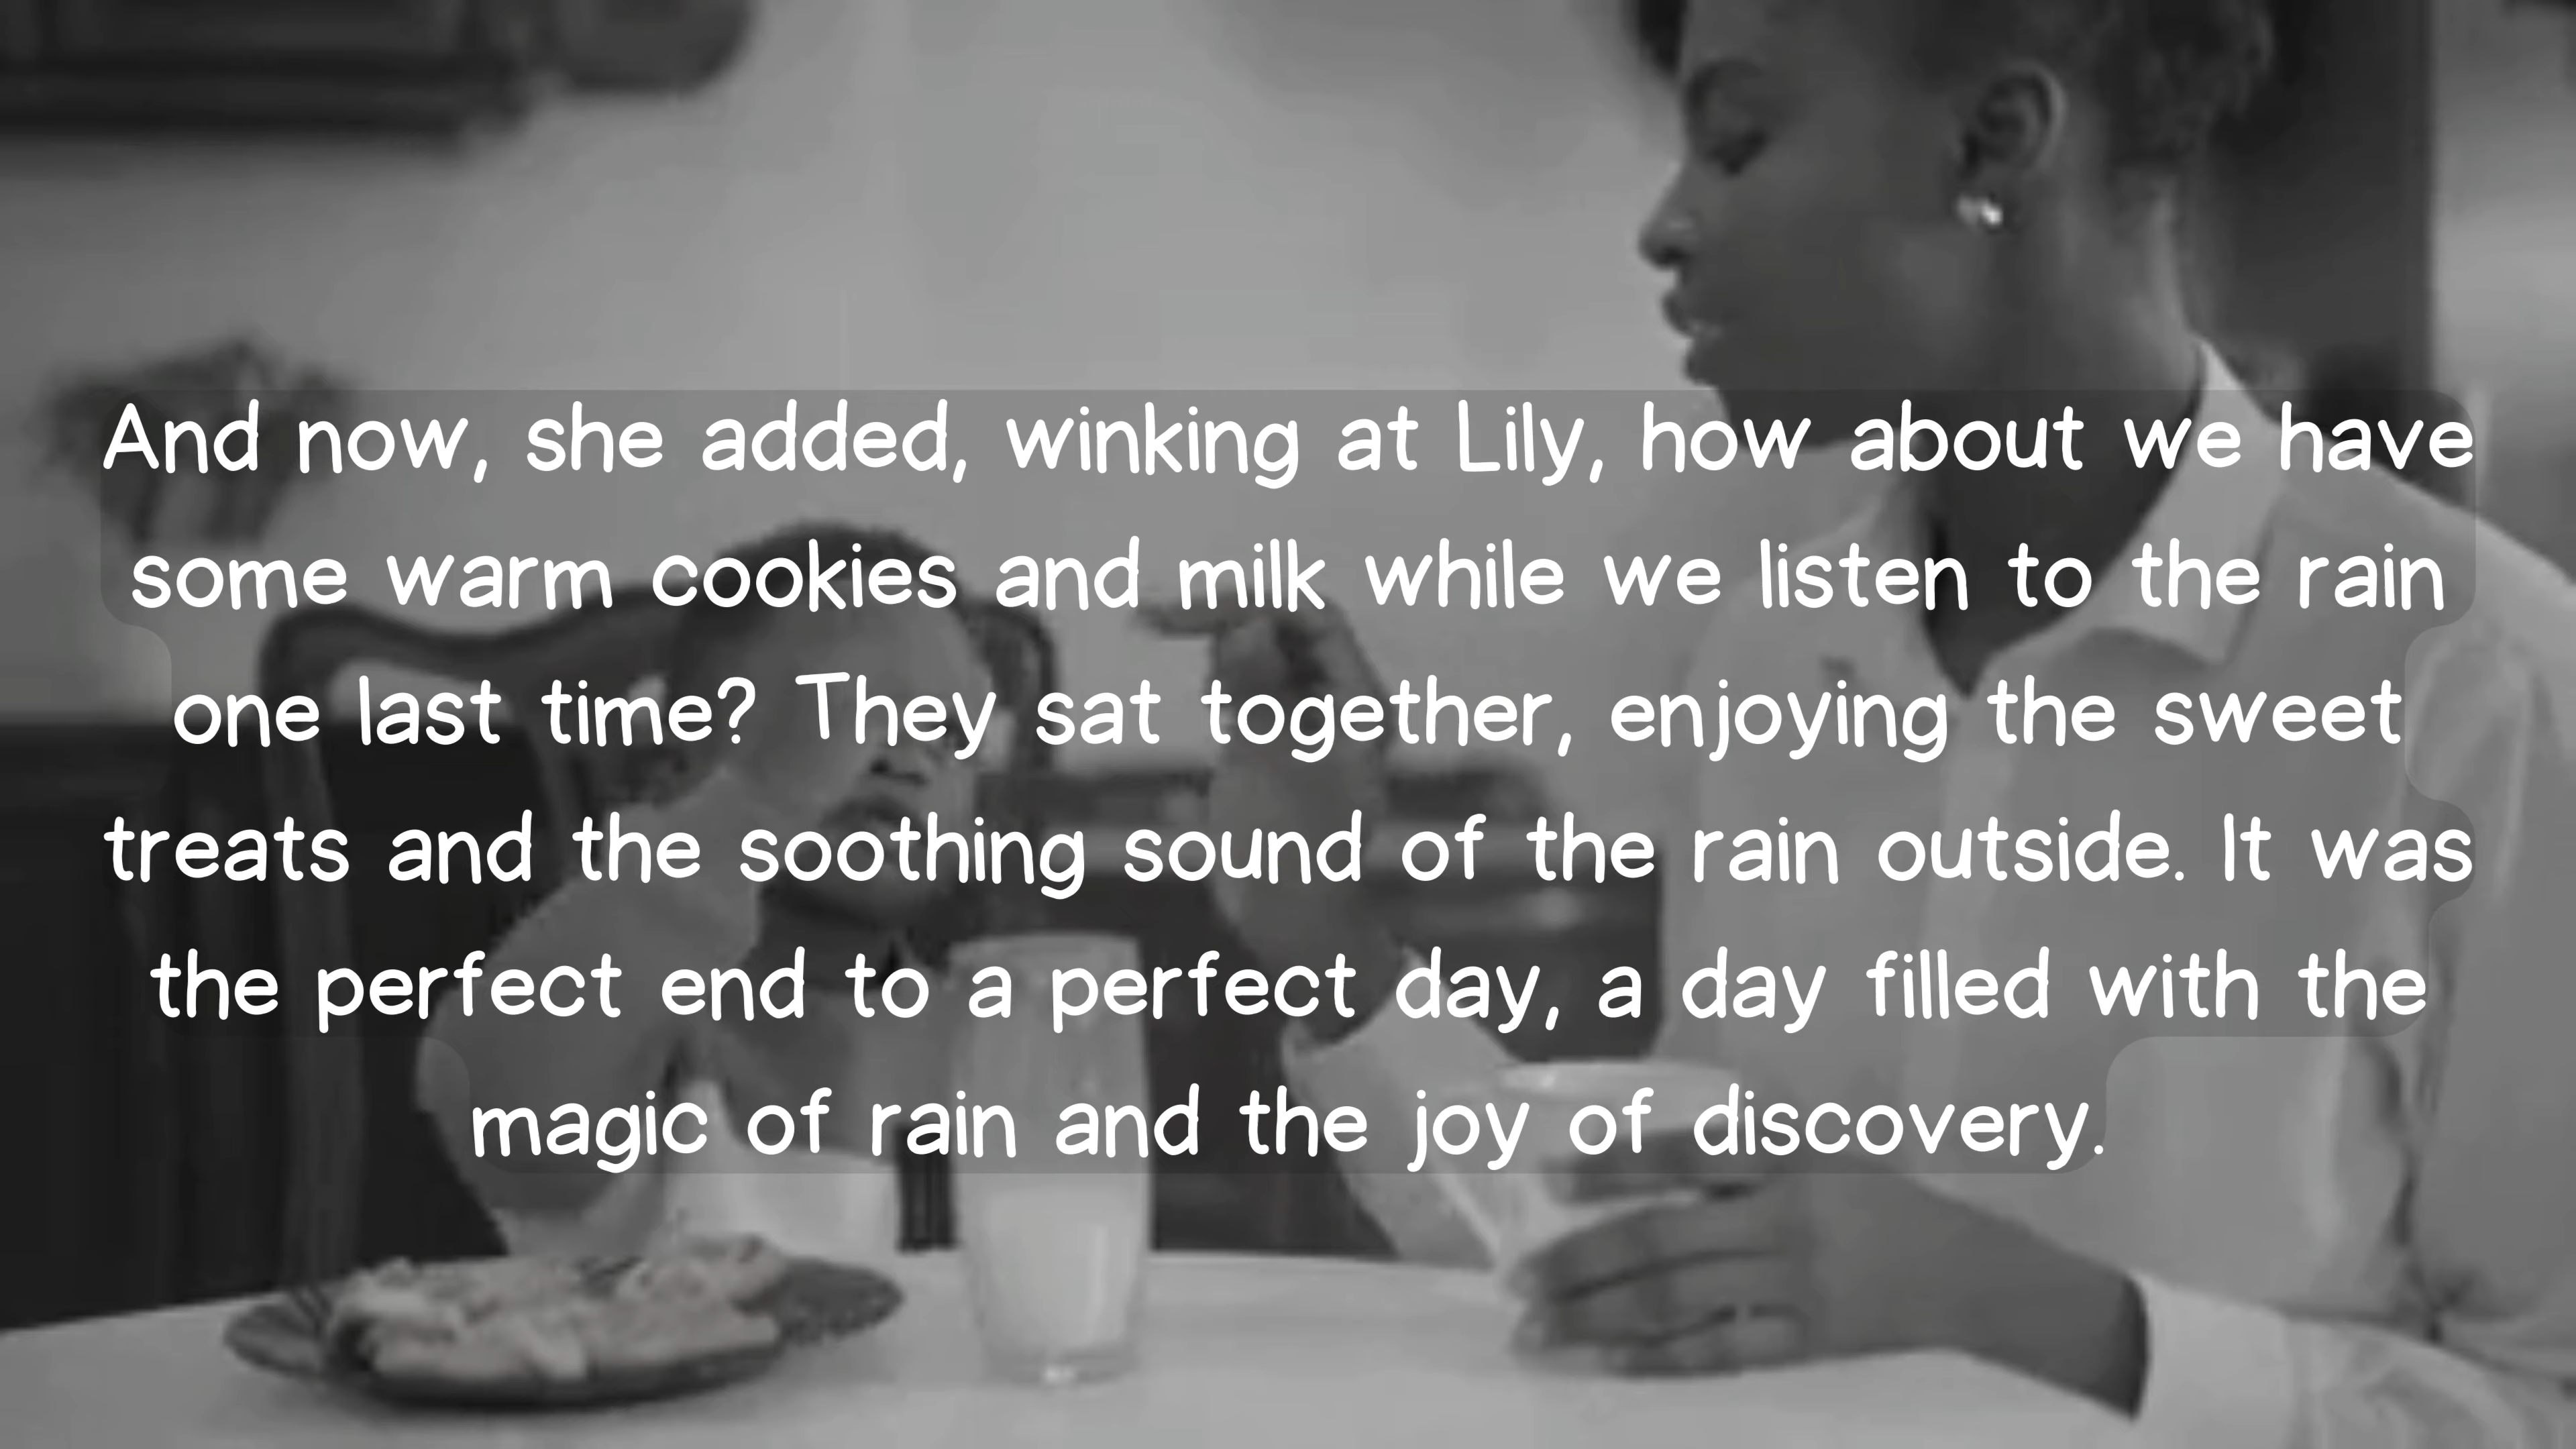 And now, she added, winking at Lily, how about we have
some warm cookies and milk while we listen to the rain
one last time? They sat together, enjoying the sweet
treats and the soothing sound of the rain outside. It was
the perfect end to a perfect day, a day filled with the
magic of rain and the joy of discovery.